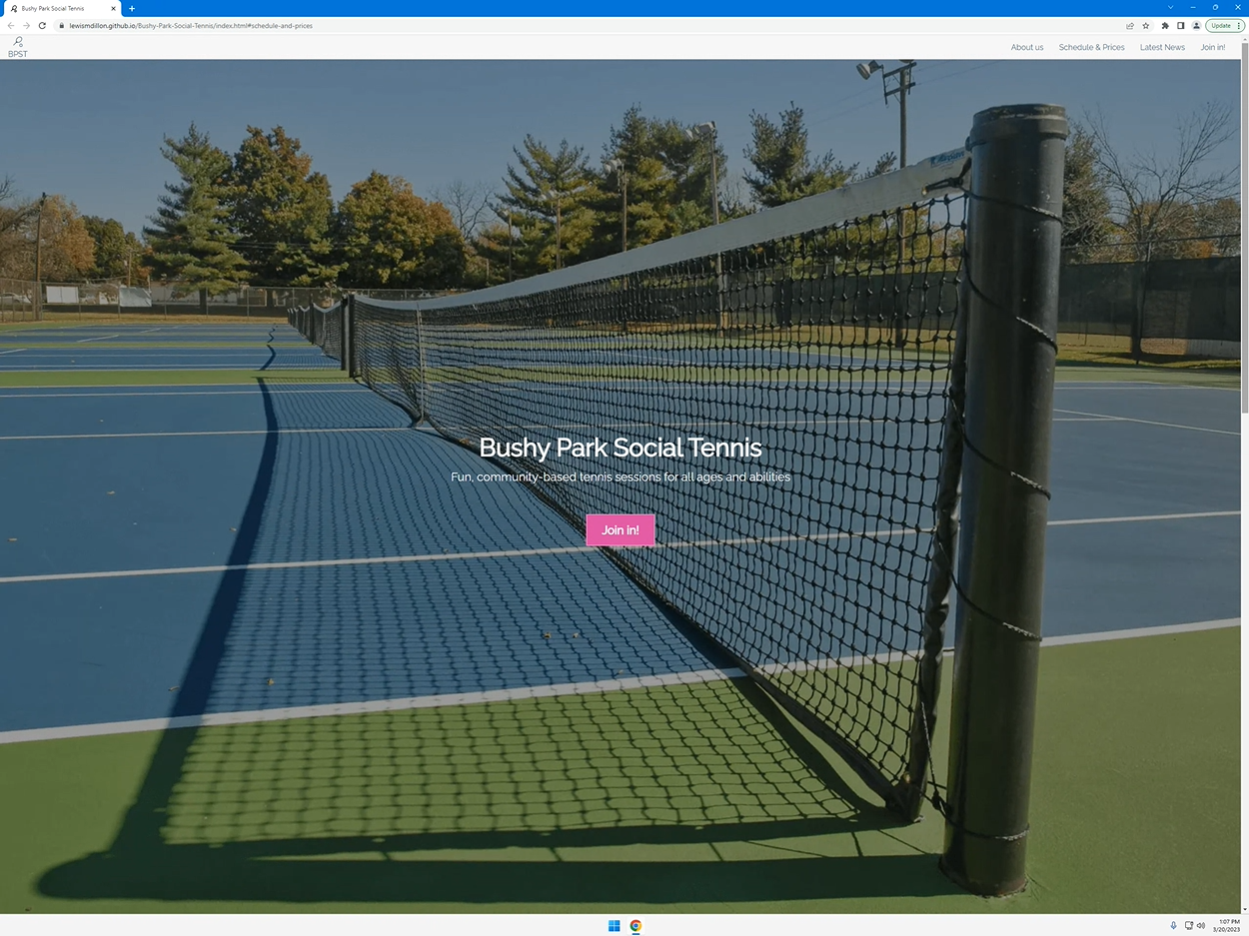 Bushy Park Social Tennis
lewismdillon.github.io/Bushy-Park-Social-Tennis/index.html#schedule-and-prices
Update
BPST
About us
Schedule & Prices
Latest News
Join in!
Bushy Park Social Tennis
Fun, community-based tennis sessions for all ages and abilities
Join in!
1:07 PM
3/20/2023